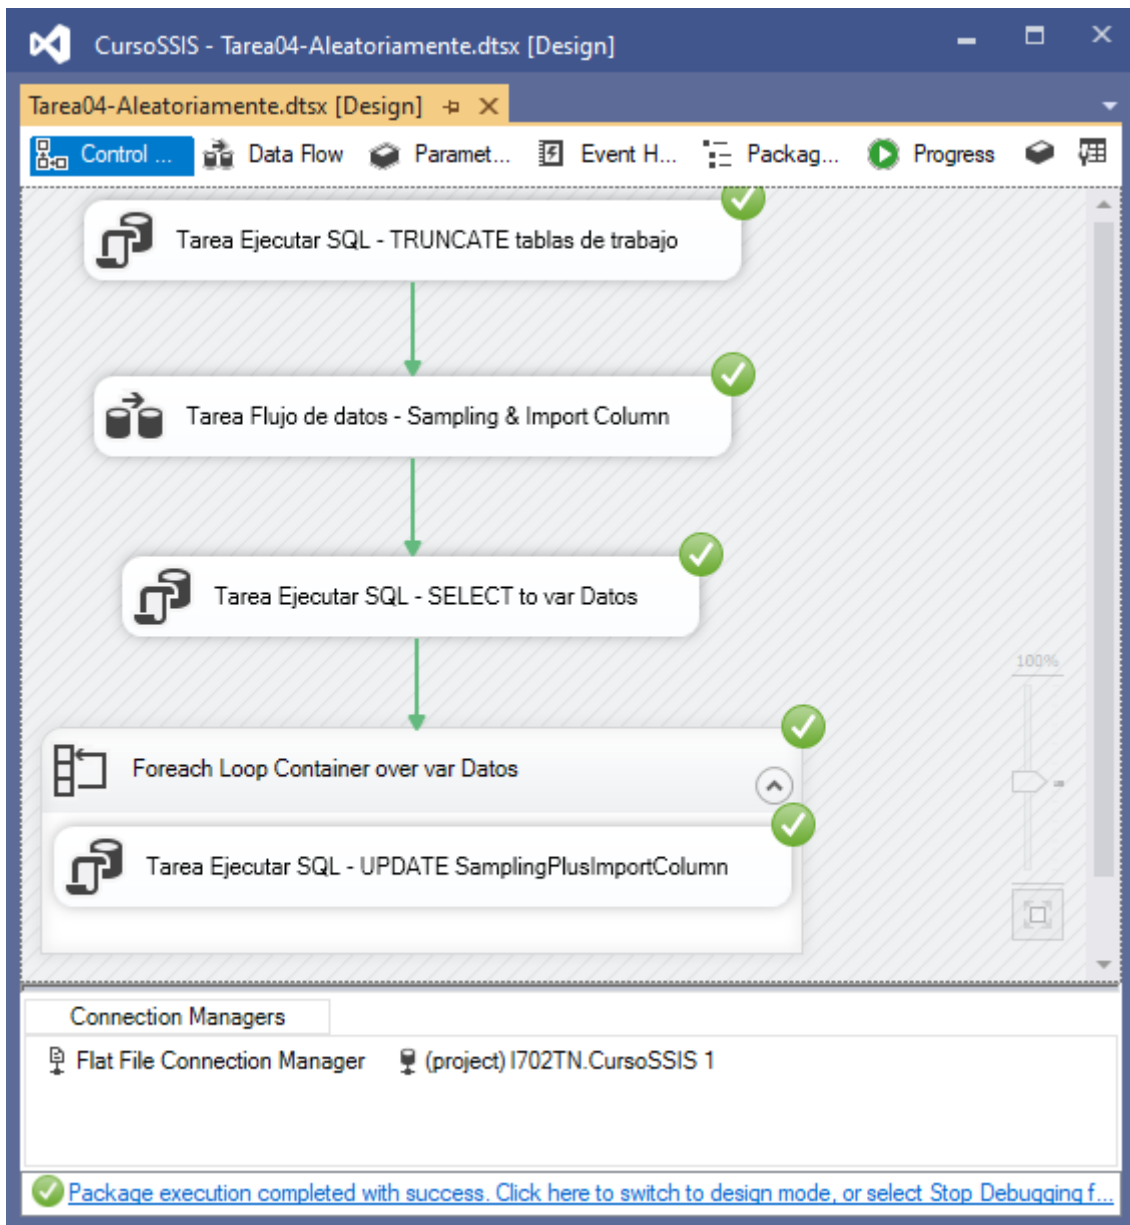 CursoSSIS - Tarea04-Aleatoriamente.dtsx [Design]
Tarea04-Aleatoriamente.dtsx [Design]
Control ... Data Flow Paramet... Event H... Packag... Progress
Tarea Ejecutar SQL - TRUNCATE tablas de trabajo
Tarea Flujo de datos - Sampling & Import Column
Tarea Ejecutar SQL - SELECT to var Datos
100%
Foreach Loop Container over var Datos
Tarea Ejecutar SQL - UPDATE SamplingPlusImportColumn
Connection Managers
Flat File Connection Manager (project) I702TN.CursoSSIS 1
Package execution completed with success. Click here to switch to design mode, or select Stop Debugging f...